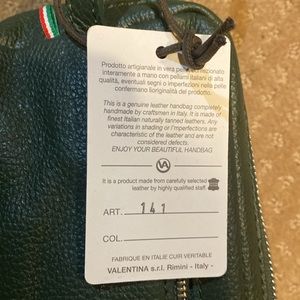 Prodotto artigianale in vera pelle confezionato
interamente a mano con pellami italiani di alta
qualità, eventuali segni o imperfezioni nella pelle
confermano l'originalità del prodotto.
This is a genuine leather handbag completely
handmade by craftsmen in Italy. It is made of
finest Italian naturally tanned leathers. Any
variations in shading or I'mperfections are
characteristic of the leather and are not
considered defects.
ENJOY YOUR BEAUTIFUL HANDBAG
VA
It is a product made from carefully selected
leather by highly qualified staff.
ART. 141
COL.
FABRIQUE EN ITALIE CUIR VERITABLE
VALENTINA s.r.l. Rimini - Italy -